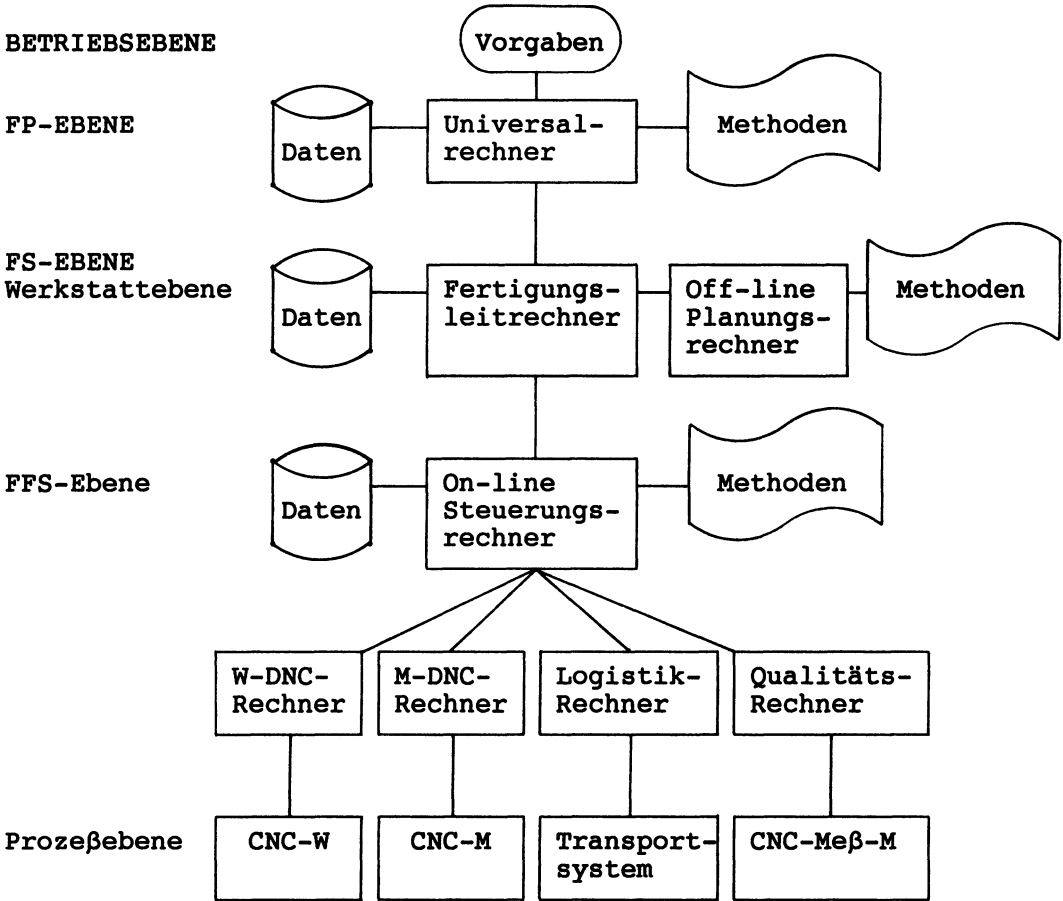 BETRIEBSEBENE
Vorgaben
FP-EBENE
Daten
Universal-
rechner
Methoden
FS-EBENE
Werkstattebene
Daten
Fertigungs-
leitrechner
Off-line
Planungs-
rechner
Methoden
FFS-Ebene
Daten
On-line
Steuerungs-
rechner
Methoden
W-DNC-
Rechner
M-DNC-
Rechner
Logistik-
Rechner
Qualitäts-
Rechner
Prozeßebene
CNC-W
CNC-M
Transport-
system
CNC-Meß-M